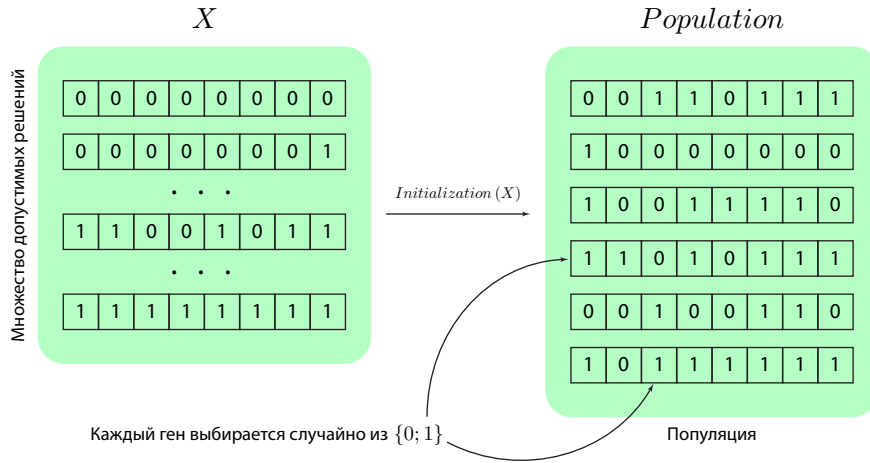 X
Множество допустимых решений
0 0 0 0 0 0 0 0
0 0 0 0 0 0 0 1
. . .
1 1 0 0 1 0 1 1
. . .
1 1 1 1 1 1 1 1
Initialization (X)
Population
0 0 1 1 0 1 1 1
1 0 0 0 0 0 0 0
1 0 0 1 1 1 1 0
1 1 0 1 0 1 1 1
0 0 1 0 0 1 1 0
1 0 1 1 1 1 1 1
Каждый ген выбирается случайно из {0; 1}
Популяция